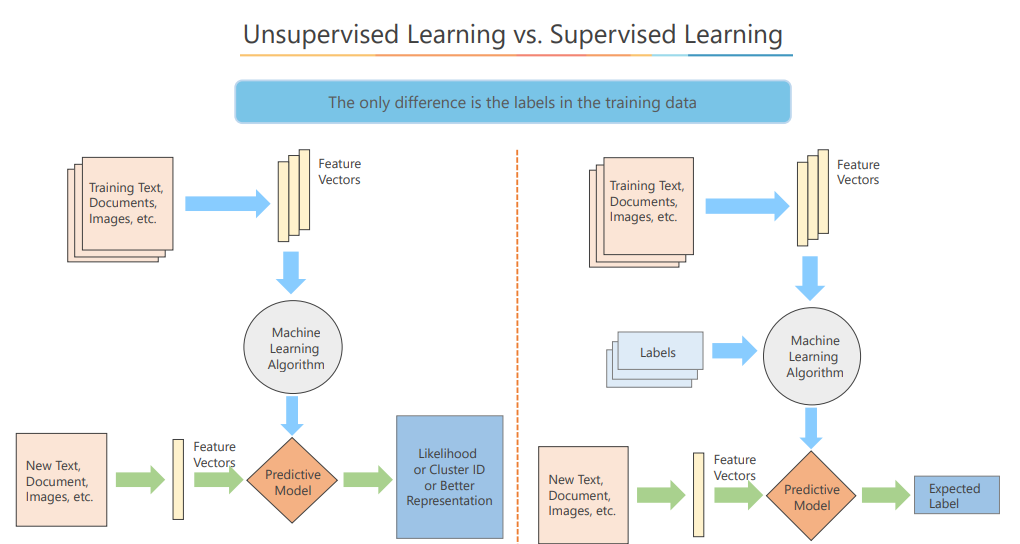 Unsupervised Learning vs. Supervised Learning
The only difference is the labels in the training data
Training Text,
Documents,
Images, etc.
Feature
Vectors
Machine
Learning
Algorithm
New Text,
Document,
Images, etc.
Feature
Vectors
Predictive
Model
Likelihood
or Cluster ID
or Better
Representation
Training Text,
Documents,
Images, etc.
Feature
Vectors
Labels
Machine
Learning
Algorithm
New Text,
Document,
Images, etc.
Feature
Vectors
Predictive
Model
Expected
Label